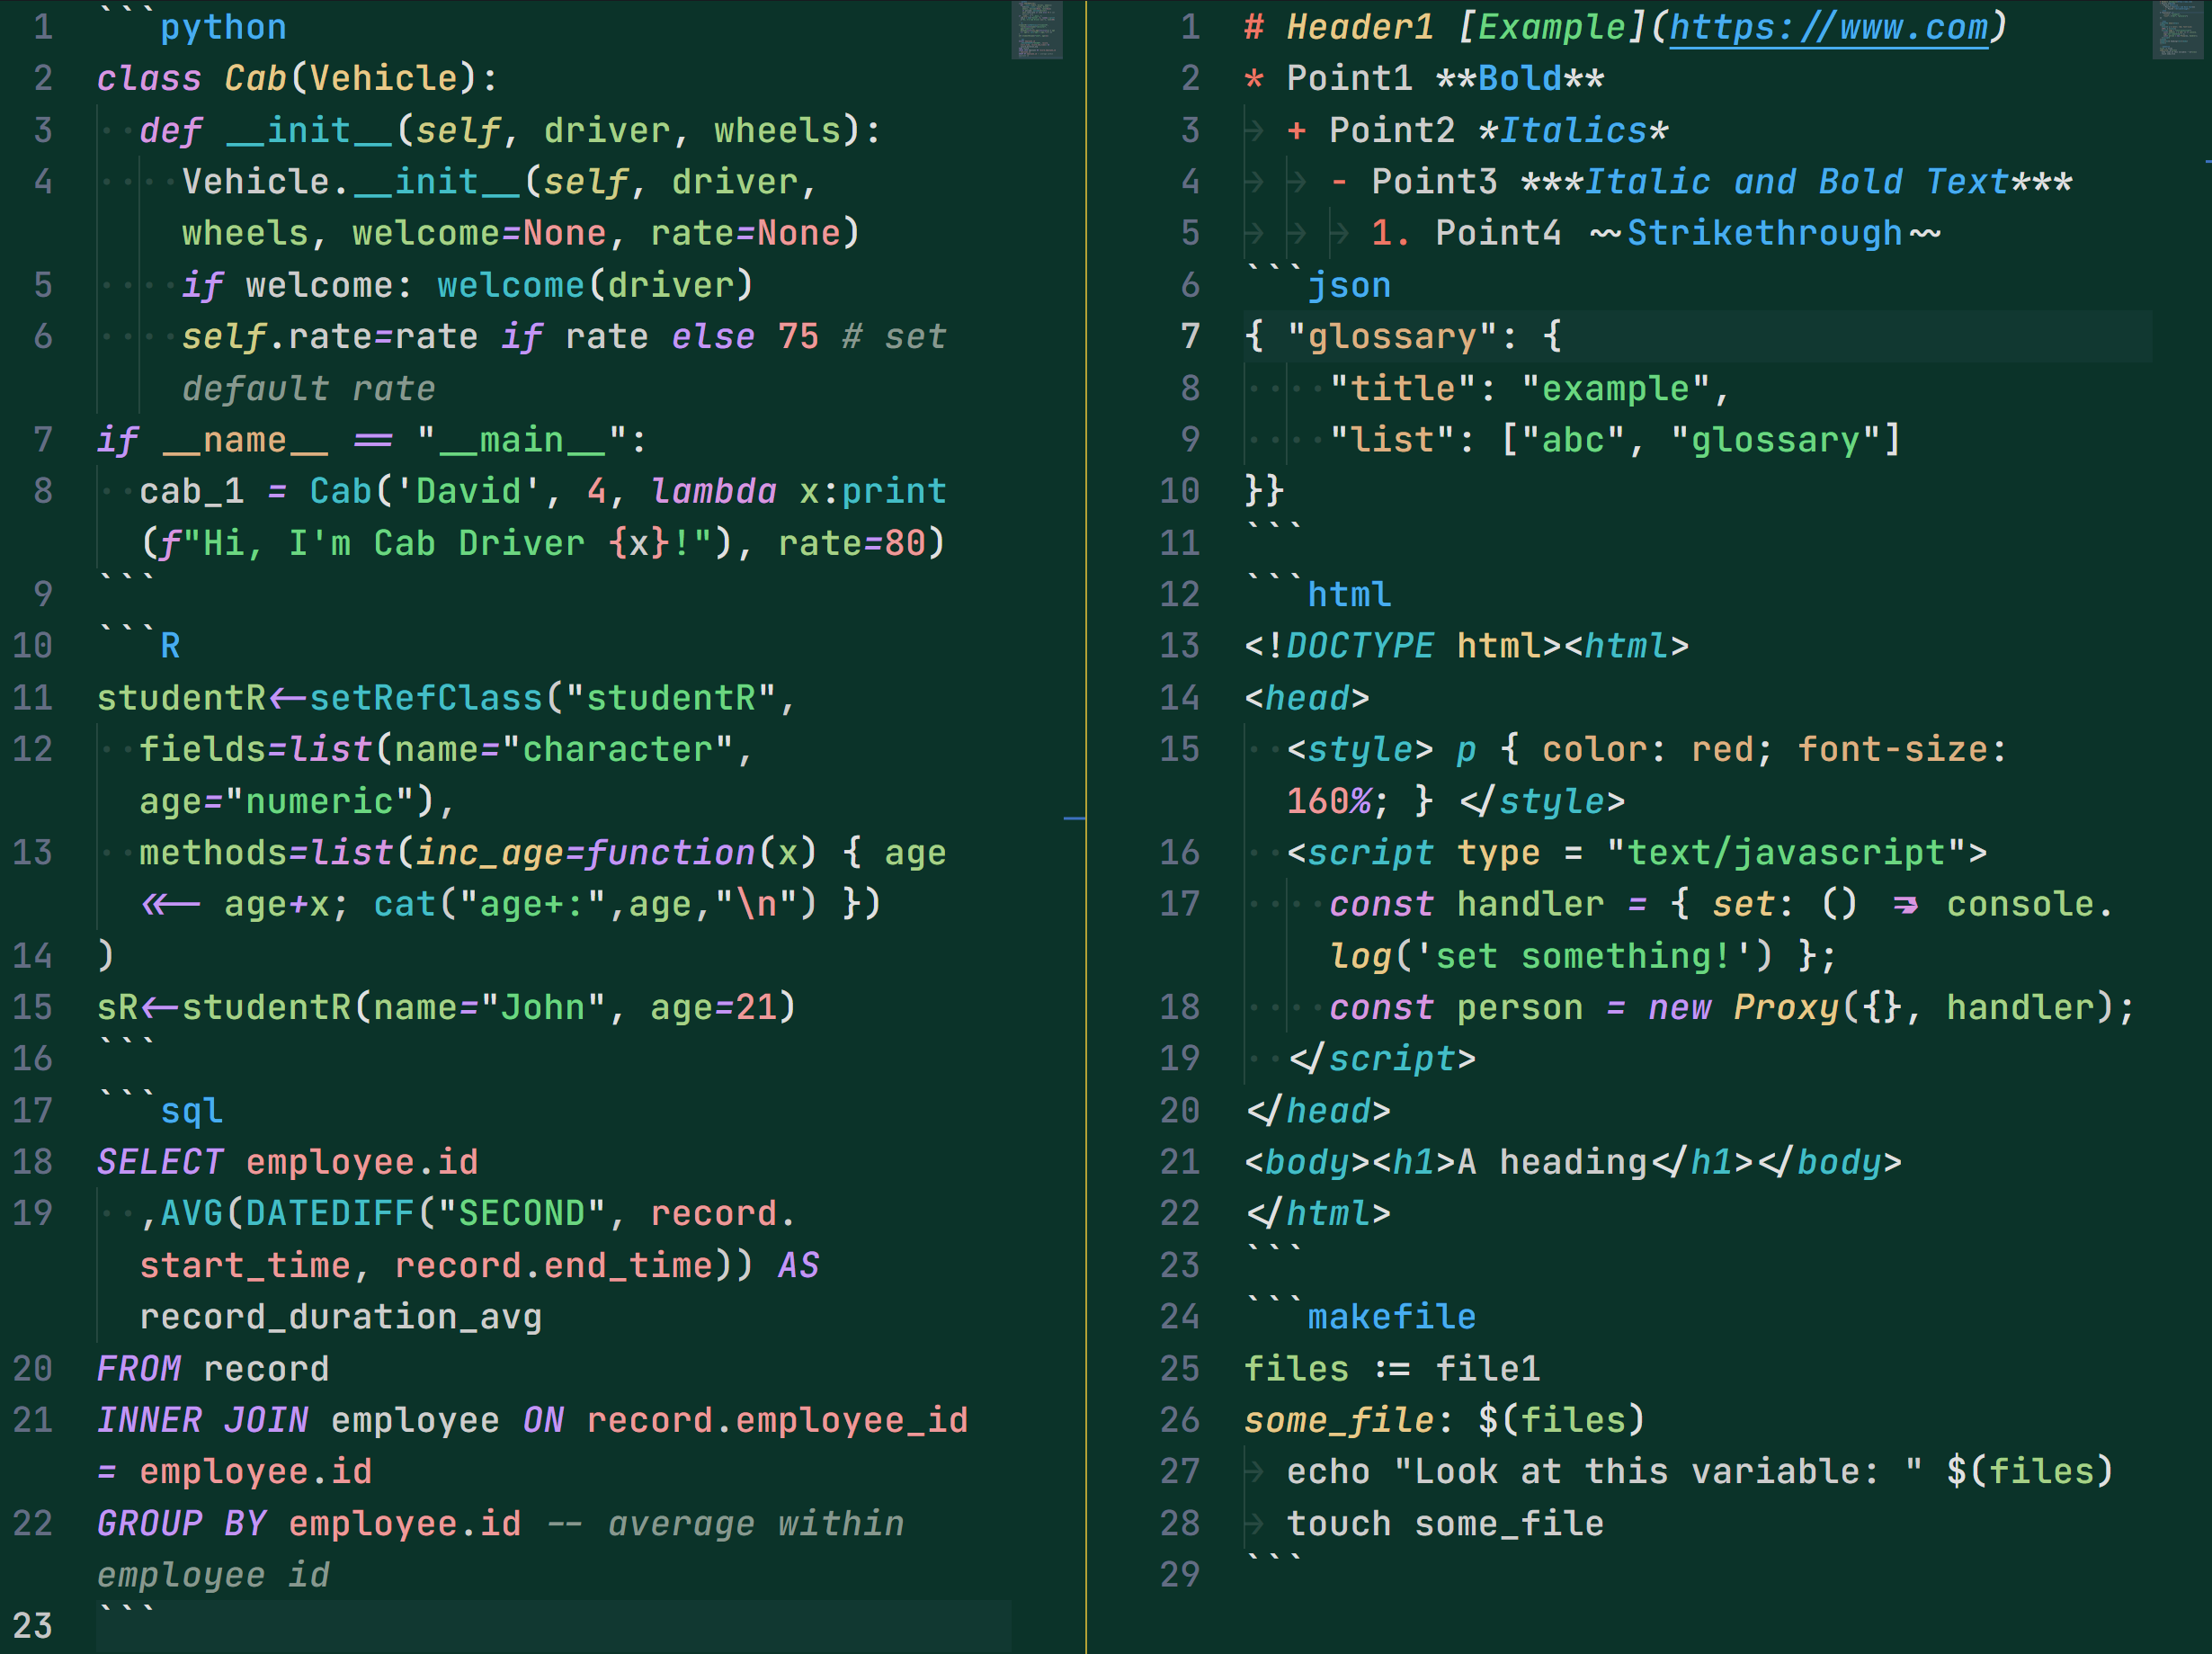 1 ```python
2 class Cab(Vehicle):
3 def __init__(self, driver, wheels):
4 Vehicle.__init__(self, driver,
wheels, welcome=None, rate=None)
5 if welcome: welcome(driver)
6 self.rate=rate if rate else 75 # set
default rate
7 if __name__ == "__main__":
8 cab_1 = Cab('David', 4, lambda x:print
(f"Hi, I'm Cab Driver {x}!"), rate=80)
9 ```
10 ```R
11 studentR<-setRefClass("studentR",
12 fields=list(name="character",
age="numeric"),
13 methods=list(inc_age=function(x) { age
<<- age+x; cat("age+:",age,"\n") })
14 )
15 sR<-studentR(name="John", age=21)
16 ```
17 ```sql
18 SELECT employee.id
19 ,AVG(DATEDIFF("SECOND", record.
start_time, record.end_time)) AS
record_duration_avg
20 FROM record
21 INNER JOIN employee ON record.employee_id
= employee.id
22 GROUP BY employee.id -- average within
employee id
23 ```
1 # Header1 [Example](https://www.com)
2 * Point1 **Bold**
3 + Point2 *Italics*
4 - Point3 ***Italic and Bold Text***
5 1. Point4 ~~Strikethrough~~
6 ```json
7 { "glossary": {
8 "title": "example",
9 "list": ["abc", "glossary"]
10 }}
11 ```
12 ```html
13 <!DOCTYPE html><html>
14 <head>
15 <style> p { color: red; font-size:
160%; } </style>
16 <script type = "text/javascript">
17 const handler = { set: () => console.
log('set something!') };
18 const person = new Proxy({}, handler);
19 </script>
20 </head>
21 <body><h1>A heading</h1></body>
22 </html>
23 ```
24 ```makefile
25 files := file1
26 some_file: $(files)
27 echo "Look at this variable: " $(files)
28 touch some_file
29 ```